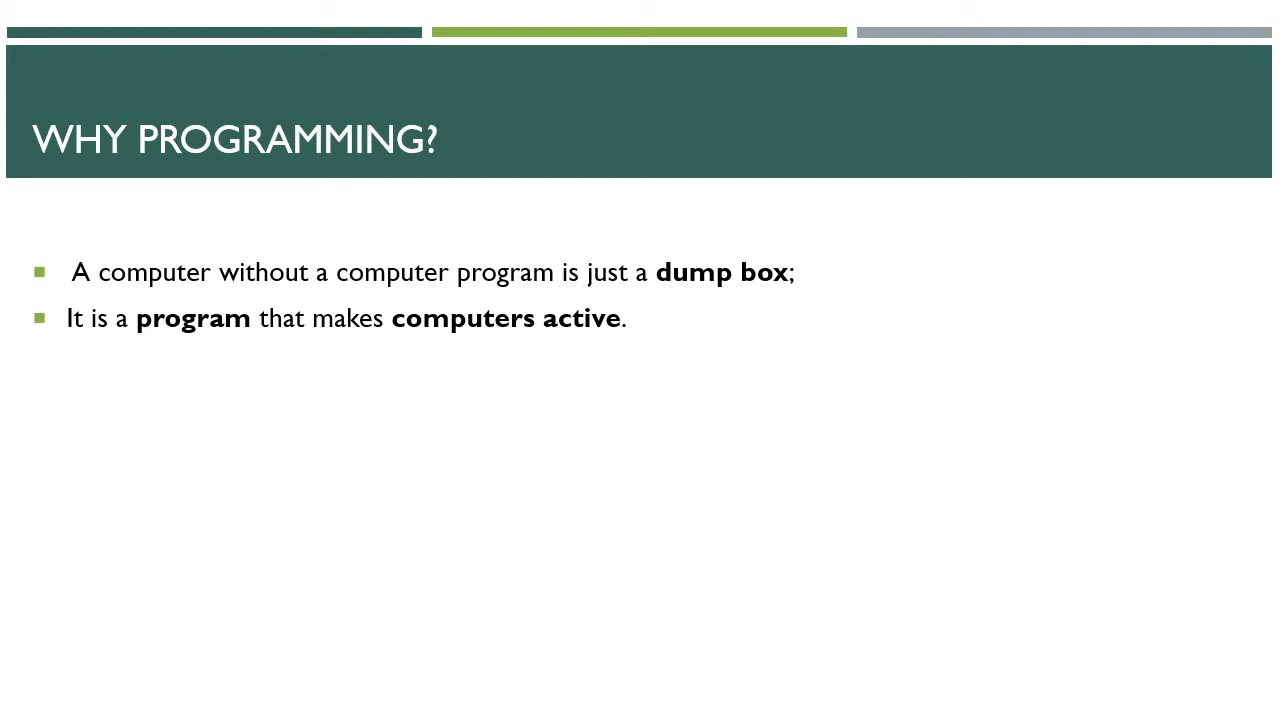 WHY PROGRAMMING?
A computer without a computer program is just a dump box;
It is a program that makes computers active.